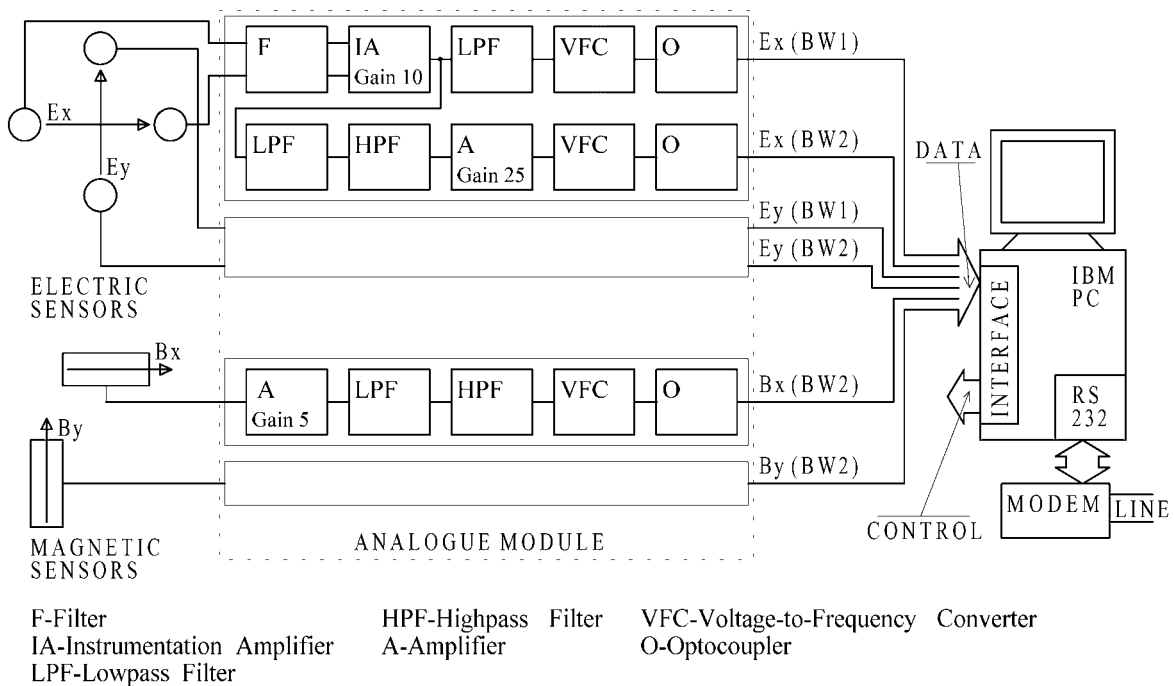 F
IA
Gain 10
LPF
VFC
O
Ex (BW1)
Ex
Ey
LPF
HPF
A
Gain 25
VFC
O
Ex (BW2)
DATA
Ey (BW1)
Ey (BW2)
ELECTRIC
SENSORS
INTERFACE
IBM
PC
Bx
A
Gain 5
LPF
HPF
VFC
O
Bx (BW2)
RS
232
By
By (BW2)
MODEM
LINE
CONTROL
MAGNETIC
SENSORS
ANALOGUE MODULE
F-Filter HPF-Highpass Filter VFC-Voltage-to-Frequency Converter
IA-Instrumentation Amplifier A-Amplifier O-Optocoupler
LPF-Lowpass Filter